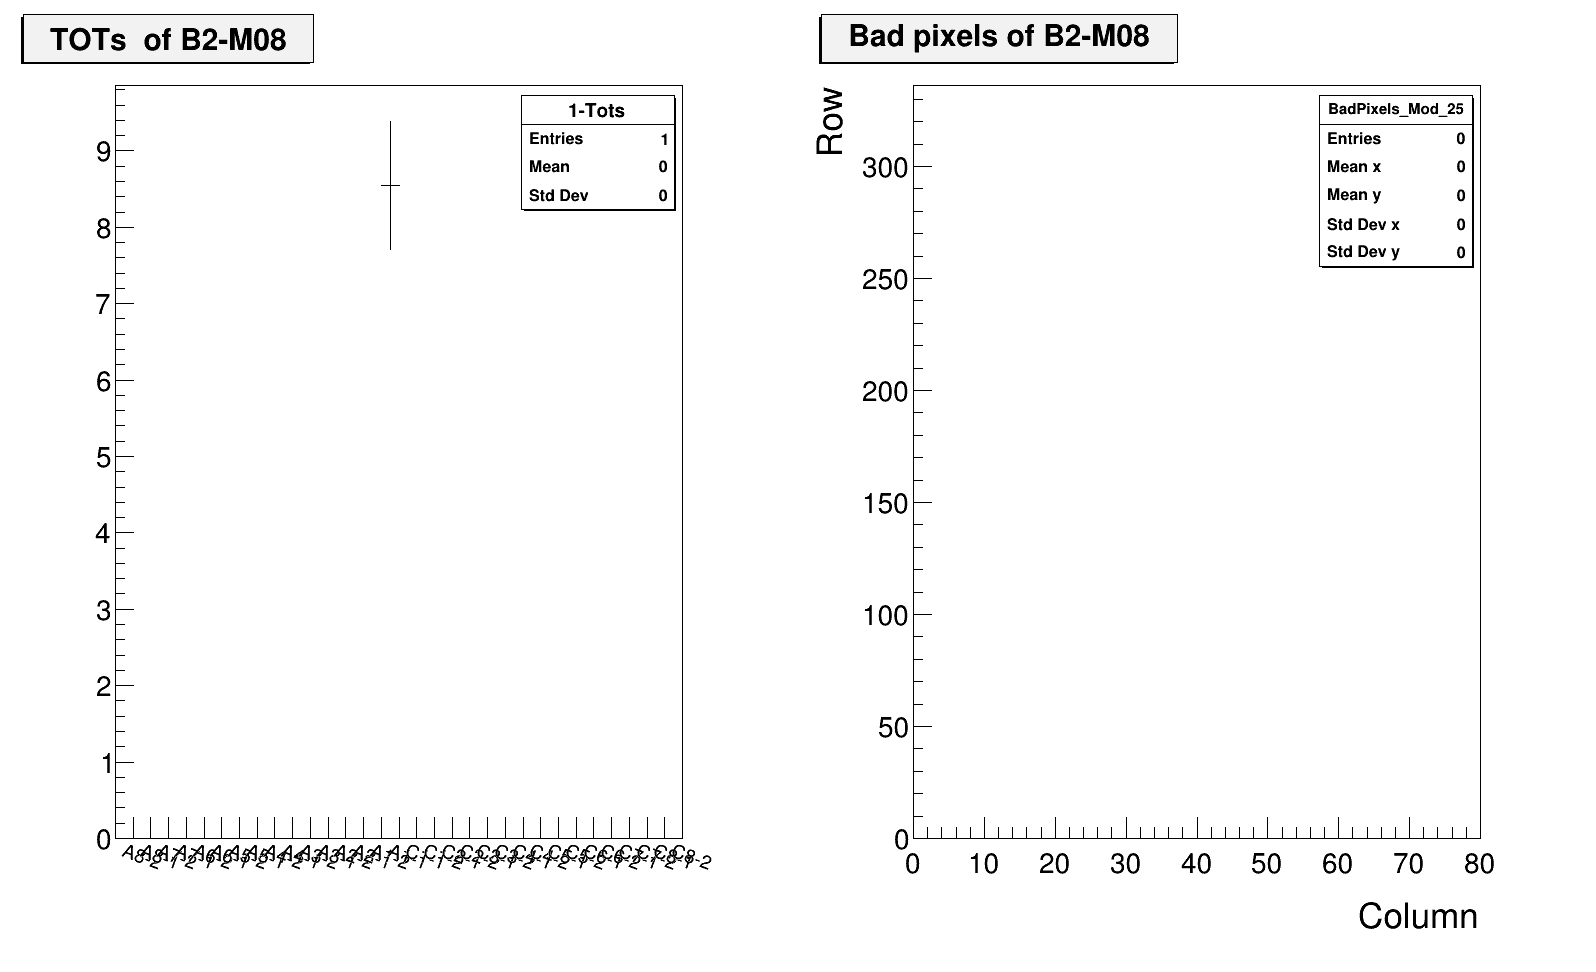 TOTs of B2-M08
1-Tots
Entries 1
Mean 0
Std Dev 0
9
8
7
6
5
4
3
2
1
0
Bad pixels of B2-M08
Row
BadPixels_Mod_25
Entries 0
Mean x 0
Mean y 0
Std Dev x 0
Std Dev y 0
300
250
200
150
100
50
0
0 10 20 30 40 50 60 70 80
Column